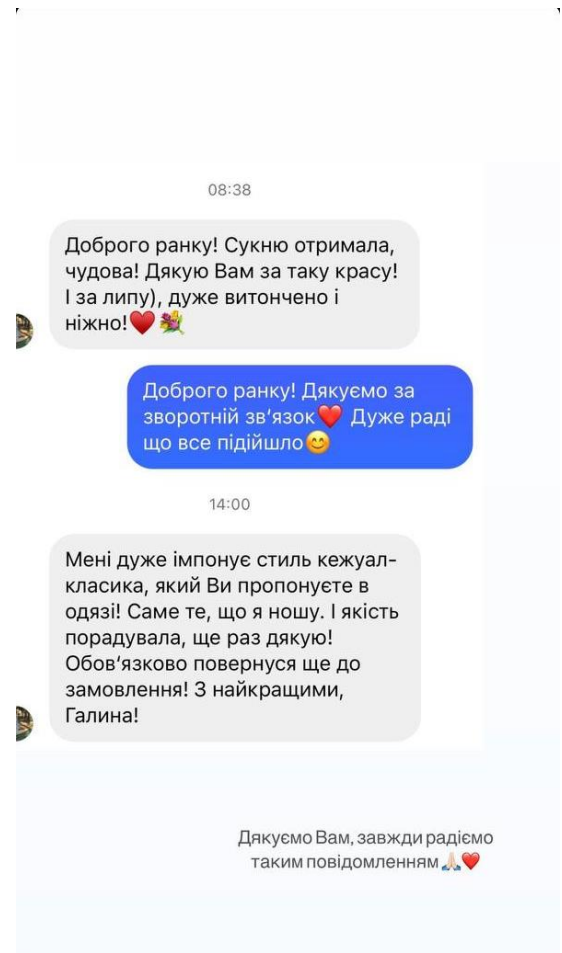 08:38
Доброго ранку! Сукню отримала,
чудова! Дякую Вам за таку красу!
І за липу), дуже витончено і
ніжно!❤️💐
Доброго ранку! Дякуємо за
зворотній зв‘язок❤️ Дуже раді
що все підійшло😊
14:00
Мені дуже імпонує стиль кежуал-
класика, який Ви пропонуєте в
одязі! Саме те, що я ношу. І якість
порадувала, ще раз дякую!
Обов‘язково повернуся ще до
замовлення! З найкращими,
Галина!
Дякуємо Вам, завжди радіємо
таким повідомленням🙏🏻❤️